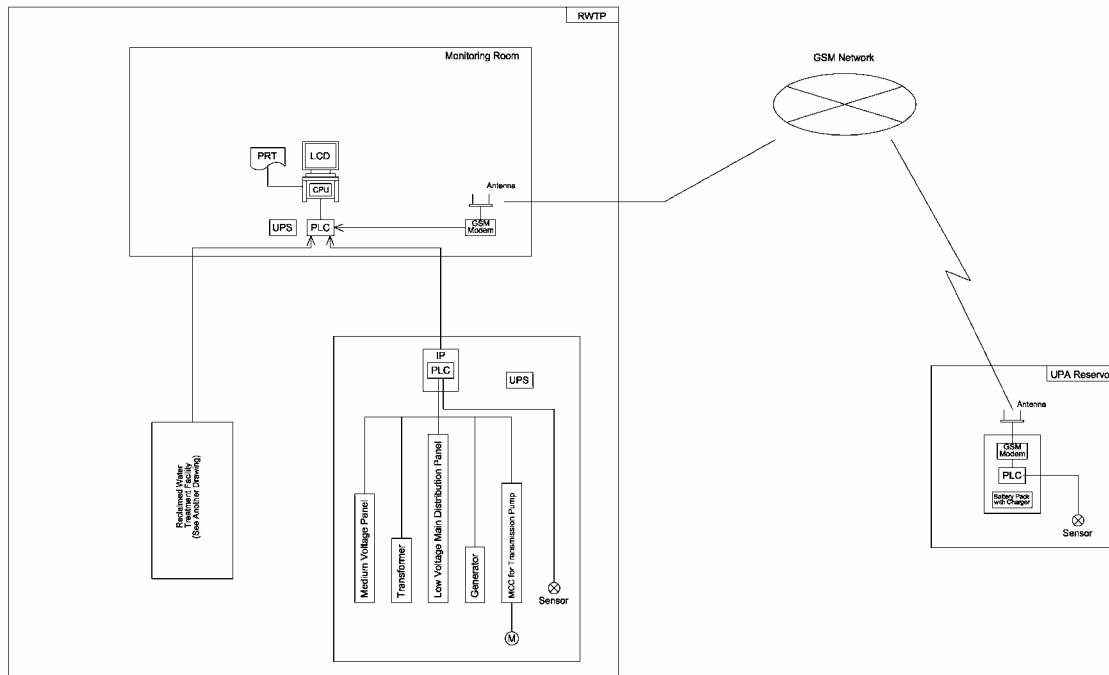 RWTP
Monitoring Room
GSM Network
PRT
LCD
CPU
Antenna
UPS
PLC
GSM
Modem
IP
PLC
UPS
UPA Reservo
Antenna
GSM
Modem
PLC
Battery Pack
with Charger
Sensor
Reclaimed Water
Treatment Facility
(See Another Drawing)
Medium Voltage Panel
Transformer
Low Voltage Main Distribution Panel
Generator
MCC for Transmission Pump
Sensor
M